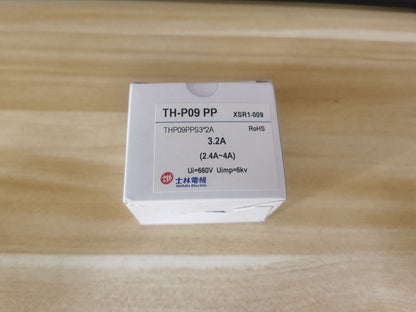 TH-P09 PP XSR1-009
THP09PPS3*2A RoHS
3.2A
(2.4A~4A)
Ui=660V Uimp=6kv
士林電機
Shihlin Electric